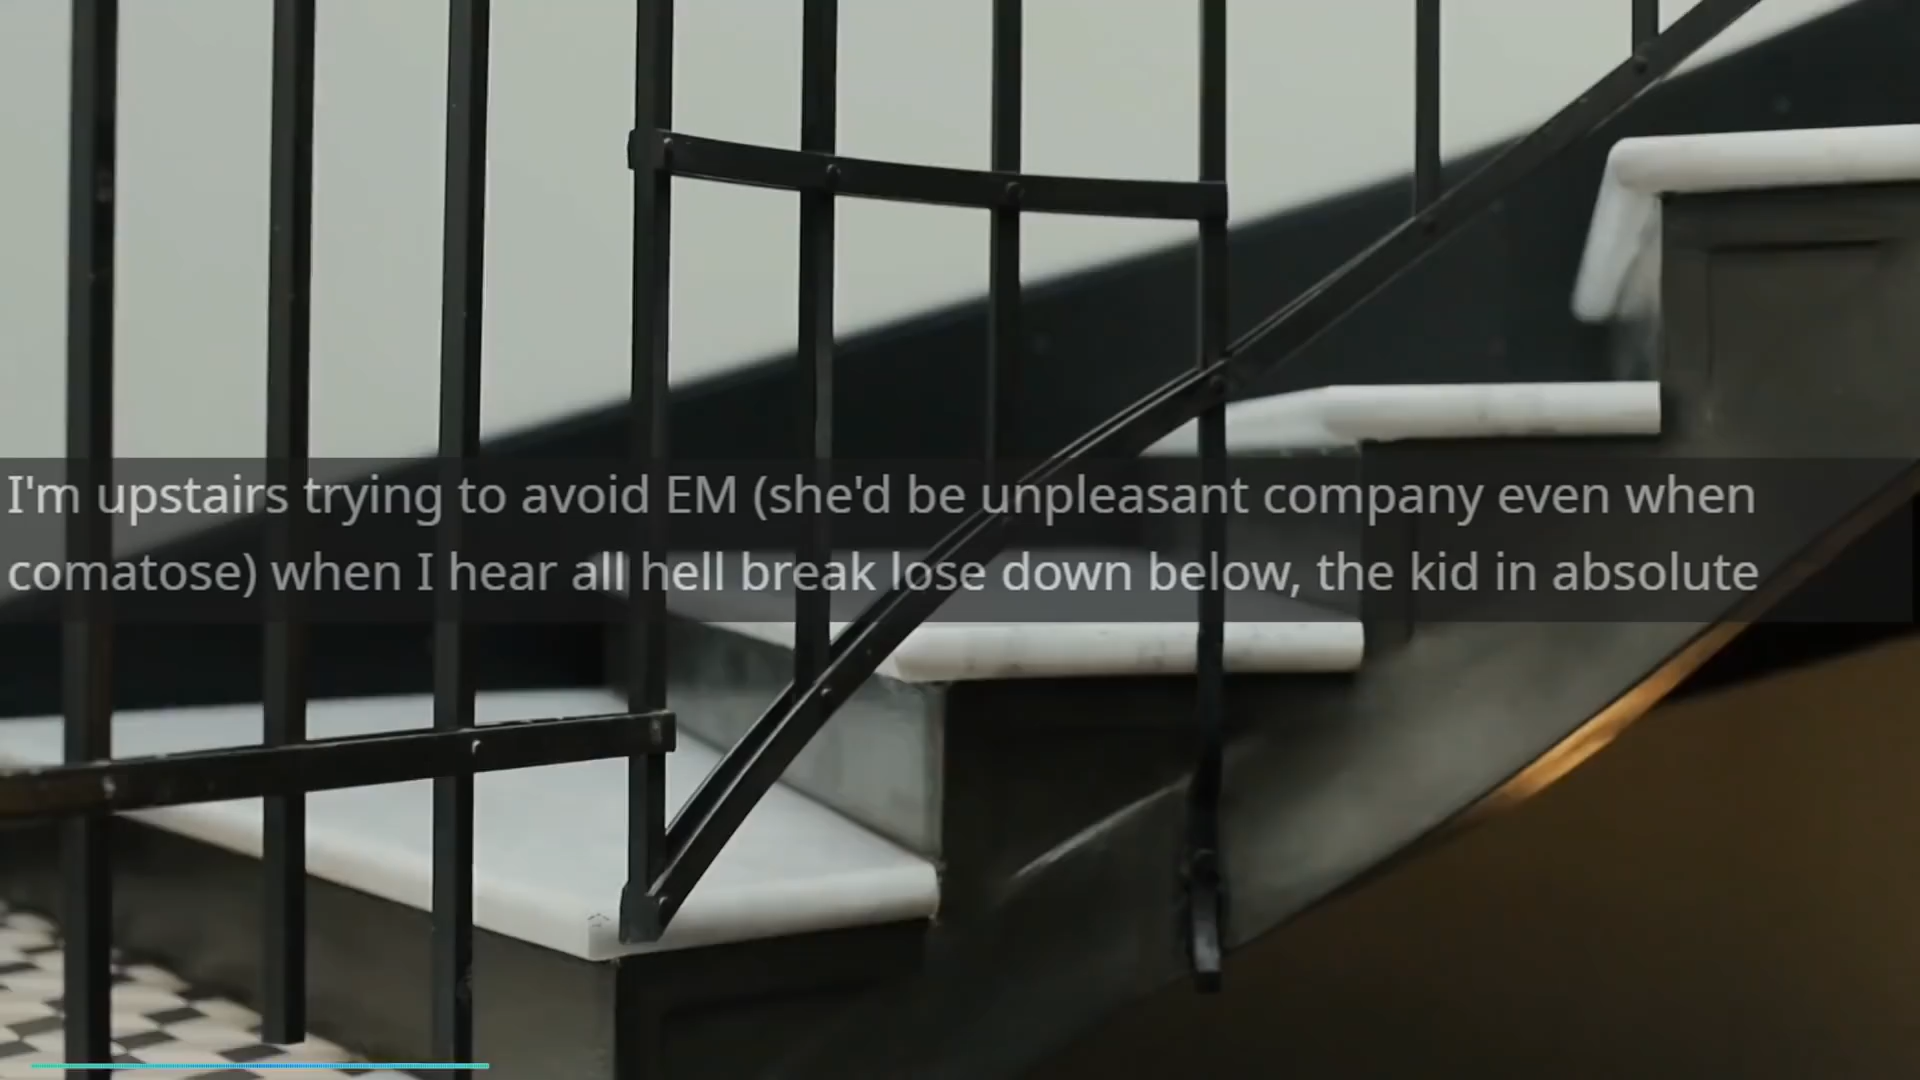 I'm upstairs trying to avoid EM (she'd be unpleasant company even when
comatose) when I hear all hell break lose down below, the kid in absolute